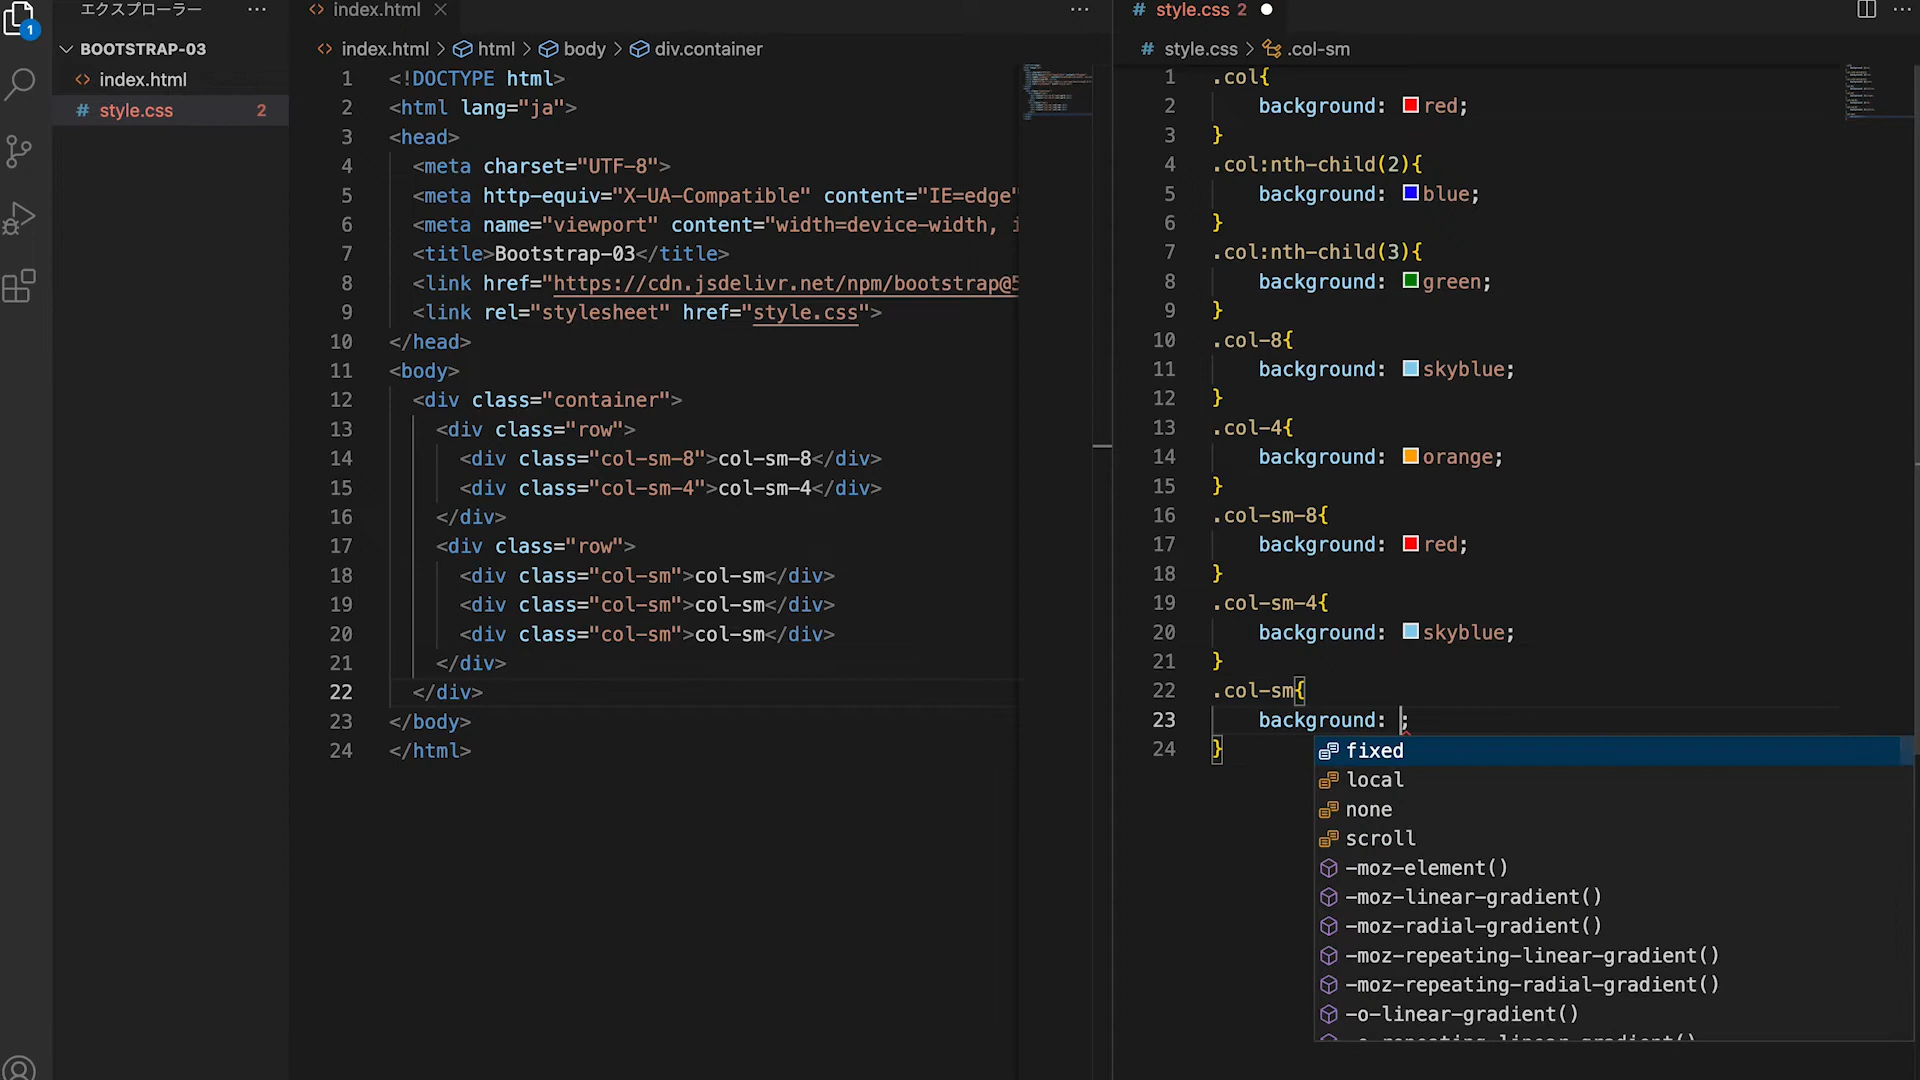 1
エクスプローラー
BOOTSTRAP-03
index.html
style.css 2
index.html
index.html > html > body > div.container
1 <!DOCTYPE html>
2 <html lang="ja">
3 <head>
4 <meta charset="UTF-8">
5 <meta http-equiv="X-UA-Compatible" content="IE=edge"
6 <meta name="viewport" content="width=device-width, i
7 <title>Bootstrap-03</title>
8 <link href="https://cdn.jsdelivr.net/npm/bootstrap@5
9 <link rel="stylesheet" href="style.css">
10 </head>
11 <body>
12 <div class="container">
13 <div class="row">
14 <div class="col-sm-8">col-sm-8</div>
15 <div class="col-sm-4">col-sm-4</div>
16 </div>
17 <div class="row">
18 <div class="col-sm">col-sm</div>
19 <div class="col-sm">col-sm</div>
20 <div class="col-sm">col-sm</div>
21 </div>
22 </div>
23 </body>
24 </html>
# style.css 2
# style.css > .col-sm
1 .col{
2 background: red;
3 }
4 .col:nth-child(2){
5 background: blue;
6 }
7 .col:nth-child(3){
8 background: green;
9 }
10 .col-8{
11 background: skyblue;
12 }
13 .col-4{
14 background: orange;
15 }
16 .col-sm-8{
17 background: red;
18 }
19 .col-sm-4{
20 background: skyblue;
21 }
22 .col-sm{
23 background: ;
24 }
fixed
local
none
scroll
-moz-element()
-moz-linear-gradient()
-moz-radial-gradient()
-moz-repeating-linear-gradient()
-moz-repeating-radial-gradient()
-o-linear-gradient()